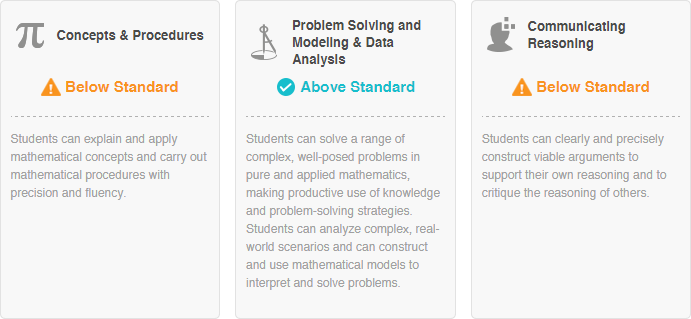 Concepts & Procedures
Below Standard
Students can explain and apply
mathematical concepts and carry out
mathematical procedures with
precision and fluency.
Problem Solving and
Modeling & Data
Analysis
Above Standard
Students can solve a range of
complex, well-posed problems in
pure and applied mathematics,
making productive use of knowledge
and problem-solving strategies.
Students can analyze complex, real-
world scenarios and can construct
and use mathematical models to
interpret and solve problems.
Communicating
Reasoning
Below Standard
Students can clearly and precisely
construct viable arguments to
support their own reasoning and to
critique the reasoning of others.